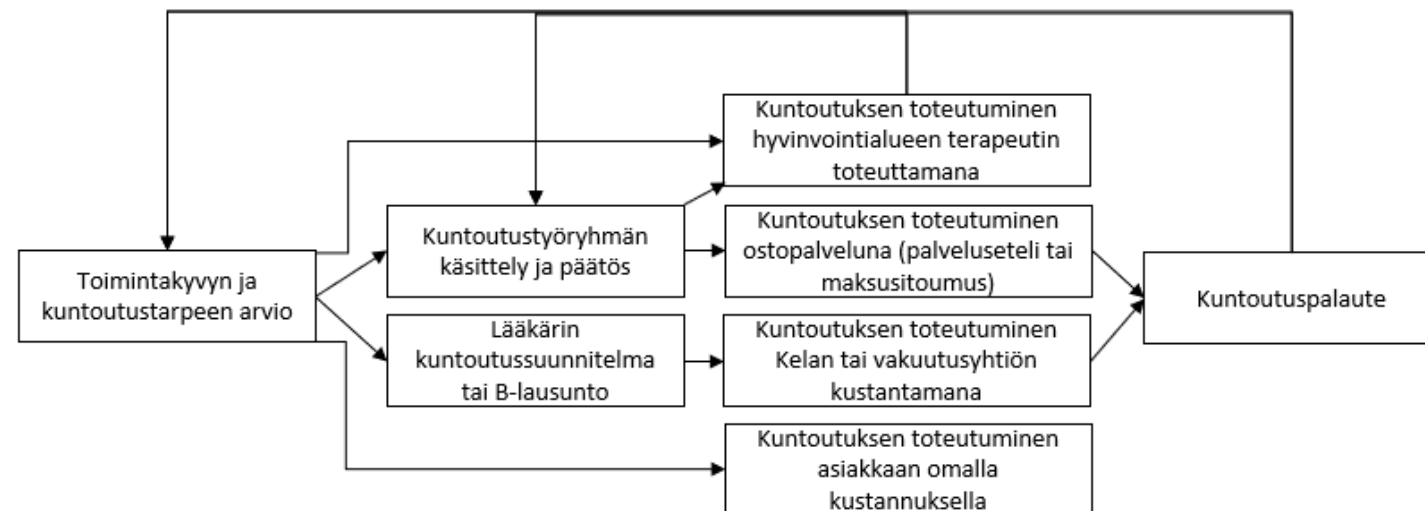 Toimintakyvyn ja
kuntoutustarpeen arvio
Kuntoutustyöryhmän
käsittely ja päätös
Lääkärin
kuntoutussuunnitelma
tai B-lausunto
Kuntoutuksen toteutuminen
hyvinvointialueen terapeutin
toteuttamana
Kuntoutuksen toteutuminen
ostopalveluna (palveluseteli tai
maksusitoumus)
Kuntoutuksen toteutuminen
Kelan tai vakuutusyhtiön
kustantamana
Kuntoutuksen toteutuminen
asiakkaan omalla
kustannuksella
Kuntoutuspalaute